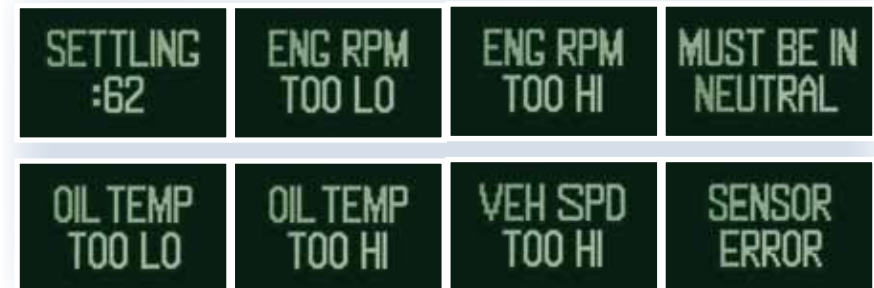 SETTLING
:62
ENG RPM
TOO LO
ENG RPM
TOO HI
MUST BE IN
NEUTRAL
OIL TEMP
TOO LO
OIL TEMP
TOO HI
VEH SPD
TOO HI
SENSOR
ERROR